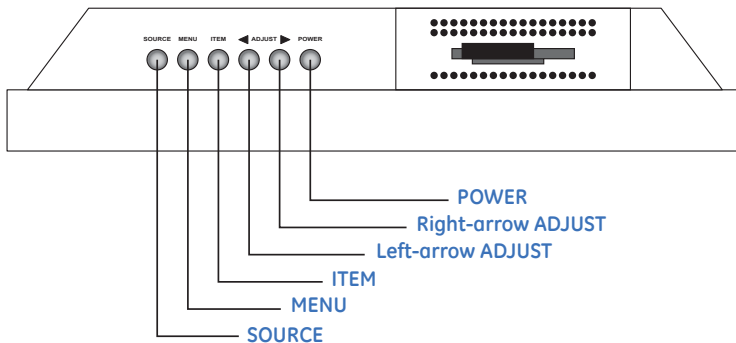 SOURCE MENU ITEM ◀ ADJUST ▶ POWER
POWER
Right-arrow ADJUST
Left-arrow ADJUST
ITEM
MENU
SOURCE